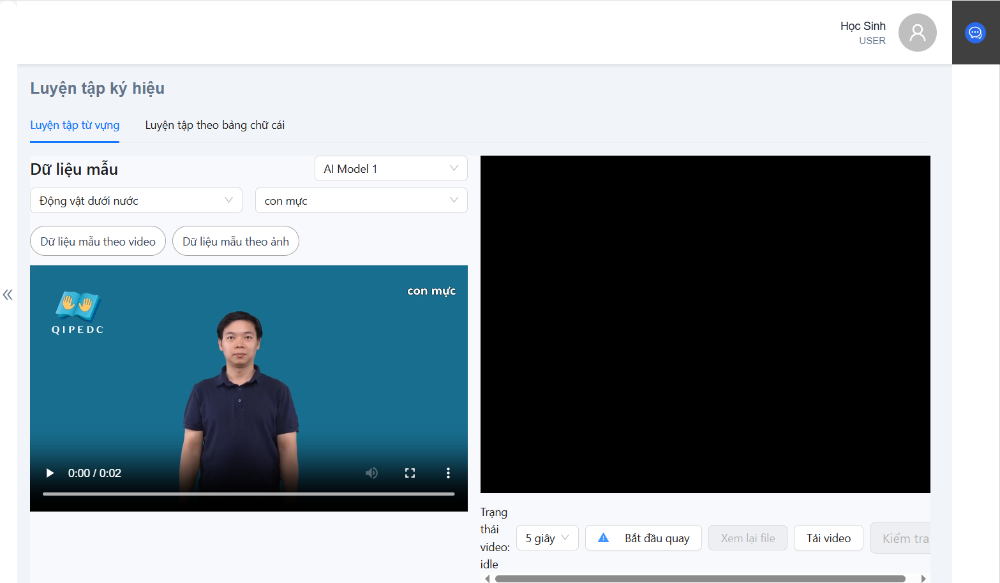 Học Sinh
USER
Luyện tập ký hiệu
Luyện tập từ vựng
Luyện tập theo bảng chữ cái
Dữ liệu mẫu
AI Model 1
Động vật dưới nước
con mực
Dữ liệu mẫu theo video
Dữ liệu mẫu theo ảnh
con mực
QIPEDC
0:00 / 0:02
Trạng
thái
video:
idle
5 giây
Bắt đầu quay
Xem lại file
Tải video
Kiểm tra